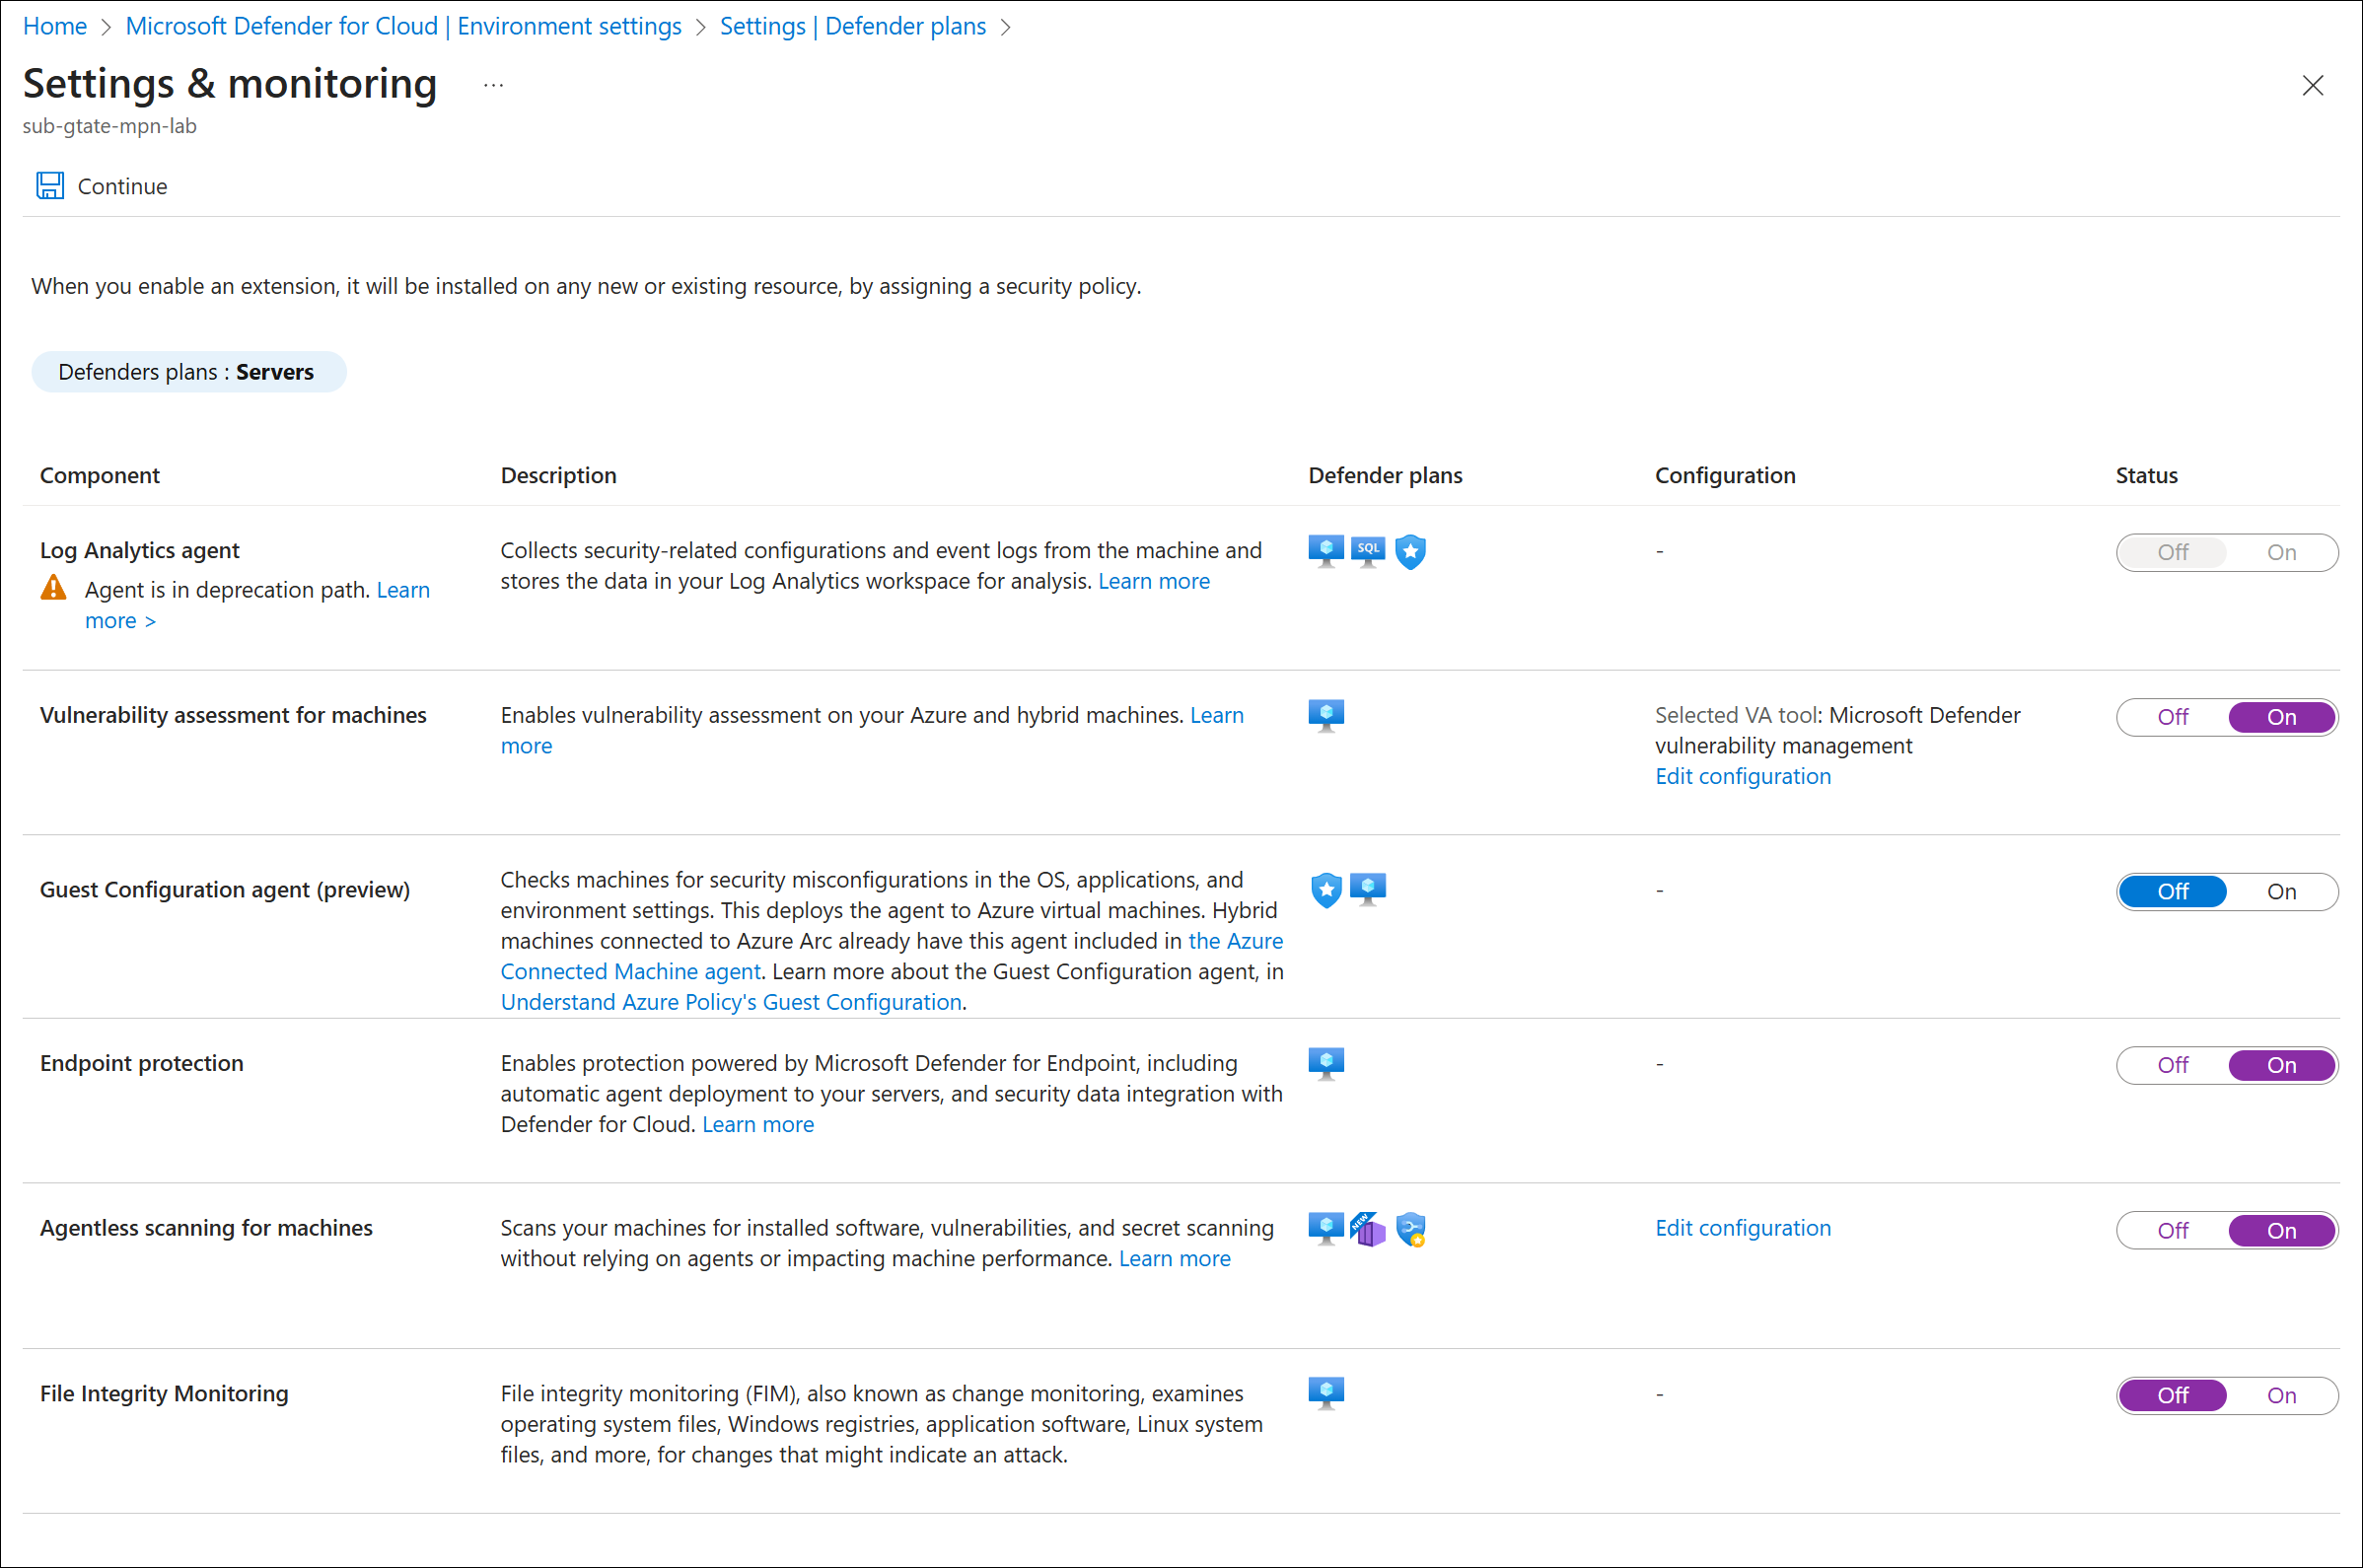 Home > Microsoft Defender for Cloud | Environment settings > Settings | Defender plans >
Settings & monitoring ...
sub-gtate-mpn-lab
Continue
When you enable an extension, it will be installed on any new or existing resource, by assigning a security policy.
Defenders plans : Servers
Component Description Defender plans Configuration Status
Log Analytics agent
Agent is in deprecation path. Learn
more >
Collects security-related configurations and event logs from the machine and
stores the data in your Log Analytics workspace for analysis. Learn more
SQL
-
Off On
Vulnerability assessment for machines
Enables vulnerability assessment on your Azure and hybrid machines. Learn
more
Selected VA tool: Microsoft Defender
vulnerability management
Edit configuration
Off On
Guest Configuration agent (preview)
Checks machines for security misconfigurations in the OS, applications, and
environment settings. This deploys the agent to Azure virtual machines. Hybrid
machines connected to Azure Arc already have this agent included in the Azure
Connected Machine agent. Learn more about the Guest Configuration agent, in
Understand Azure Policy's Guest Configuration.
-
Off On
Endpoint protection
Enables protection powered by Microsoft Defender for Endpoint, including
automatic agent deployment to your servers, and security data integration with
Defender for Cloud. Learn more
-
Off On
Agentless scanning for machines
Scans your machines for installed software, vulnerabilities, and secret scanning
without relying on agents or impacting machine performance. Learn more
NEW
Edit configuration
Off On
File Integrity Monitoring
File integrity monitoring (FIM), also known as change monitoring, examines
operating system files, Windows registries, application software, Linux system
files, and more, for changes that might indicate an attack.
-
Off On